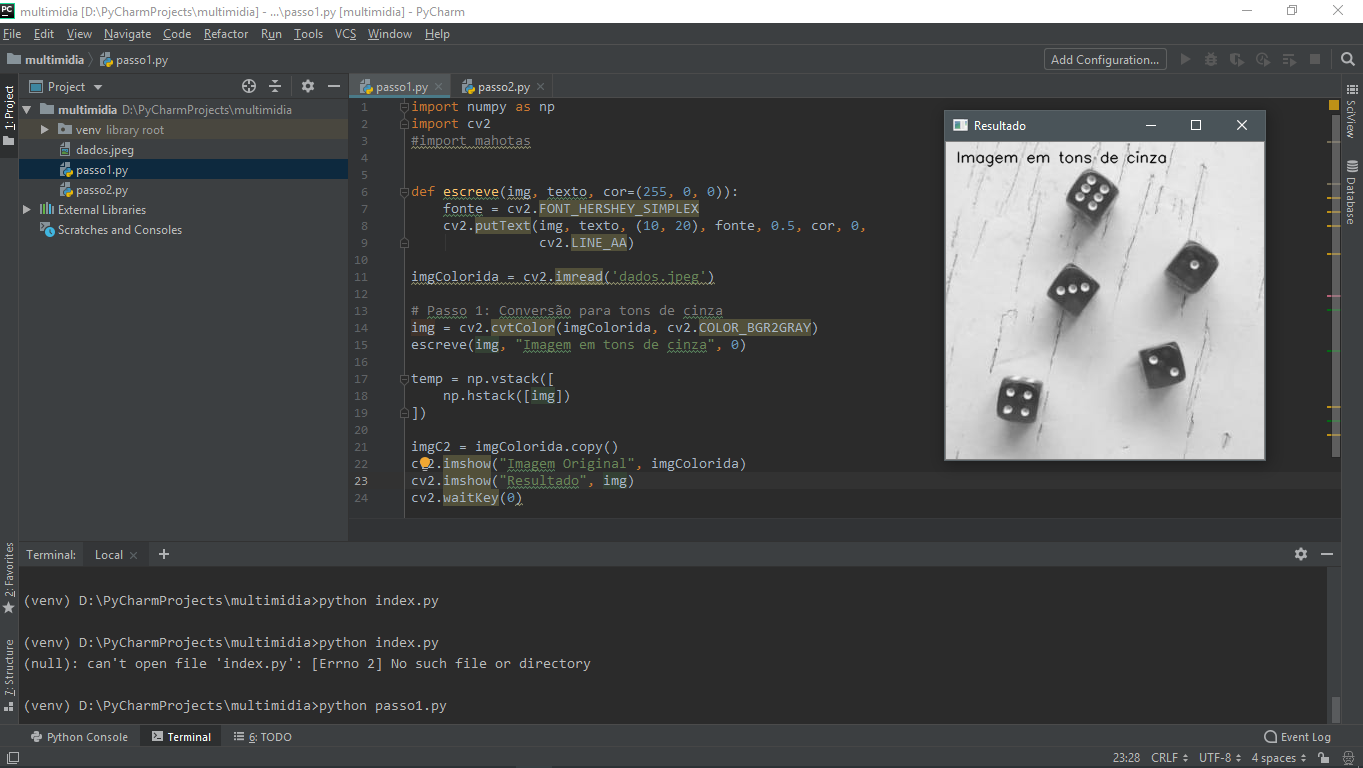 multimidia [D:\PyCharmProjects\multimidia] - ...\passo1.py [multimidia] - PyCharm
File Edit View Navigate Code Refactor Run Tools VCS Window Help
multimidia passo1.py
Add Configuration...
Project
passo1.py
passo2.py
1: Project
multimidia D:\PyCharmProjects\multimidia
venv library root
dados.jpeg
passo1.py
passo2.py
External Libraries
Scratches and Consoles
1 import numpy as np
2 import cv2
3 #import mahotas
4
5
6 def escreve(img, texto, cor=(255, 0, 0)):
7 fonte = cv2.FONT_HERSHEY_SIMPLEX
8 cv2.putText(img, texto, (10, 20), fonte, 0.5, cor, 0,
9 cv2.LINE_AA)
10
11 imgColorida = cv2.imread('dados.jpeg')
12
13 # Passo 1: Conversão para tons de cinza
14 img = cv2.cvtColor(imgColorida, cv2.COLOR_BGR2GRAY)
15 escreve(img, "Imagem em tons de cinza", 0)
16
17 temp = np.vstack([
18 np.hstack([img])
19 ])
20
21 imgC2 = imgColorida.copy()
22 cv2.imshow("Imagem Original", imgColorida)
23 cv2.imshow("Resultado", img)
24 cv2.waitKey(0)
Resultado
Imagem em tons de cinza
SciView
Database
2: Favorites
7: Structure
Terminal: Local
(venv) D:\PyCharmProjects\multimidia>python index.py
(venv) D:\PyCharmProjects\multimidia>python index.py
(null): can't open file 'index.py': [Errno 2] No such file or directory
(venv) D:\PyCharmProjects\multimidia>python passo1.py
Python Console Terminal 6: TODO
Event Log
23:28 CRLF UTF-8 4 spaces